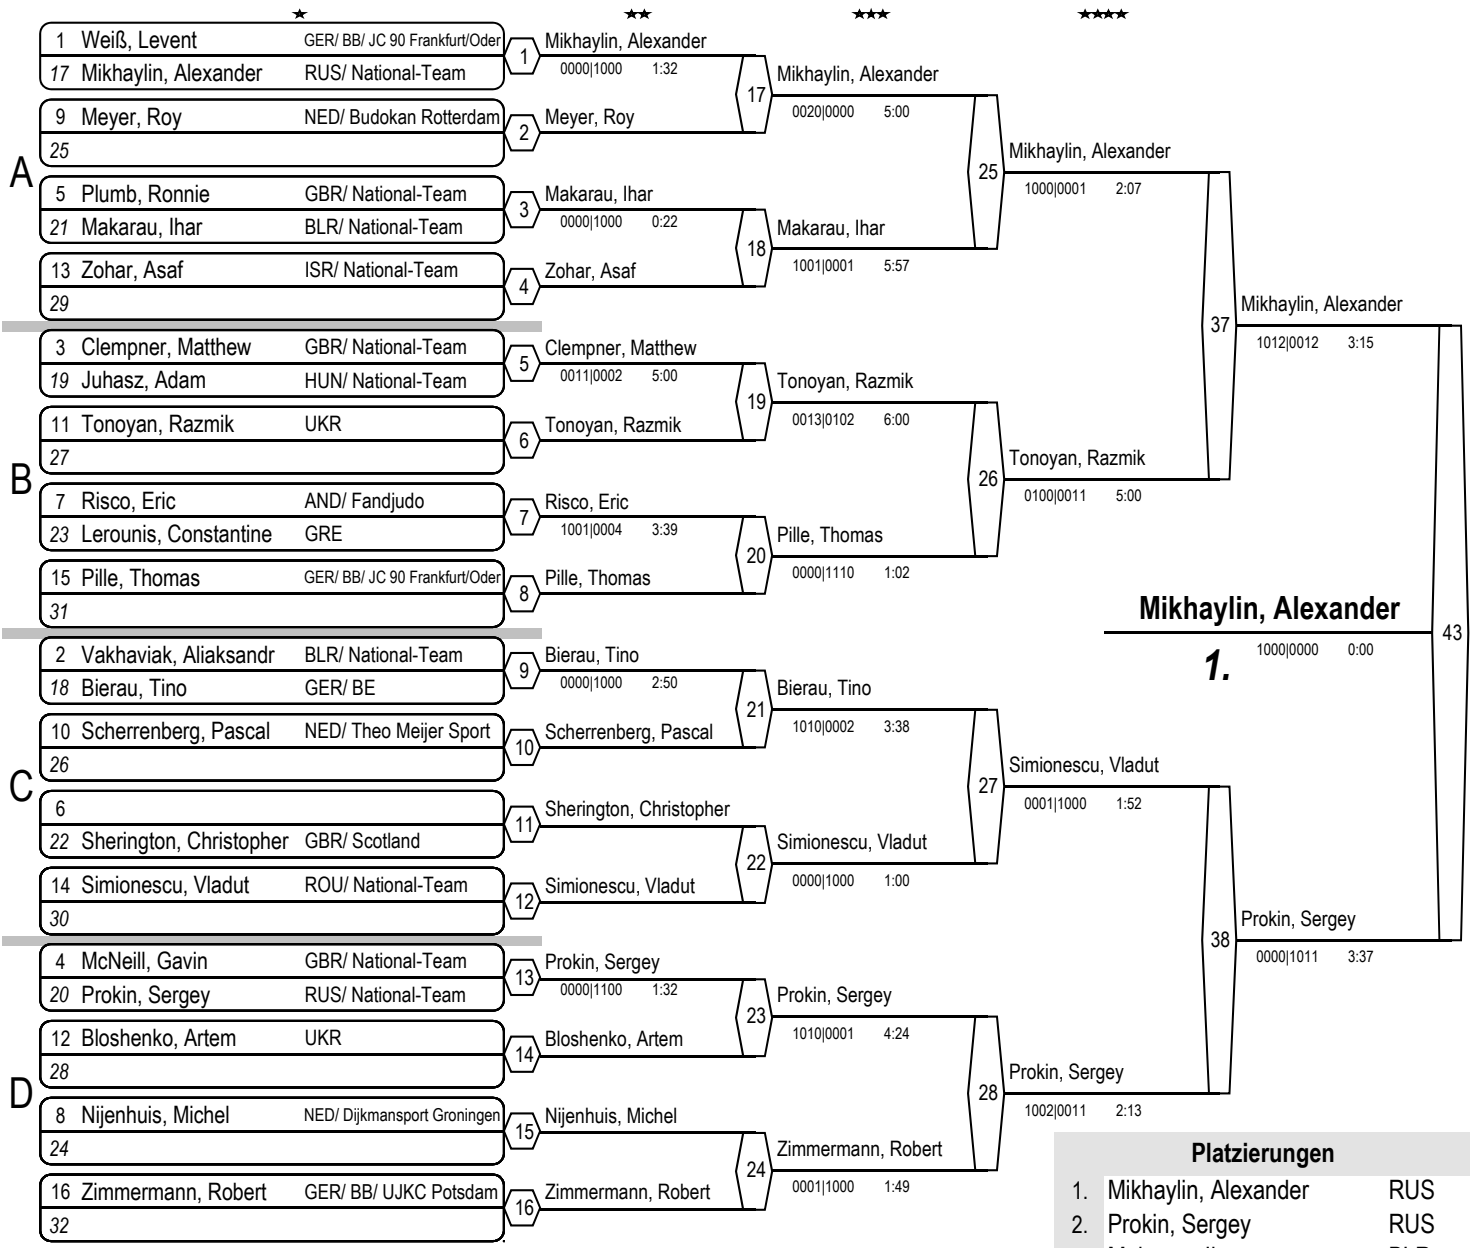 ★ ★★ ★★★ ★★★★
A
1 Weiß, Levent GER/ BB/ JC 90 Frankfurt/Oder
17 Mikhaylin, Alexander RUS/ National-Team
9 Meyer, Roy NED/ Budokan Rotterdam
25
5 Plumb, Ronnie GBR/ National-Team
21 Makarau, Ihar BLR/ National-Team
13 Zohar, Asaf ISR/ National-Team
29
B
3 Clempner, Matthew GBR/ National-Team
19 Juhasz, Adam HUN/ National-Team
11 Tonoyan, Razmik UKR
27
7 Risco, Eric AND/ Fandjudo
23 Lerounis, Constantine GRE
15 Pille, Thomas GER/ BB/ JC 90 Frankfurt/Oder
31
C
2 Vakhaviak, Aliaksandr BLR/ National-Team
18 Bierau, Tino GER/ BE
10 Scherrenberg, Pascal NED/ Theo Meijer Sport
26
6
22 Sherington, Christopher GBR/ Scotland
14 Simionescu, Vladut ROU/ National-Team
30
D
4 McNeill, Gavin GBR/ National-Team
20 Prokin, Sergey RUS/ National-Team
12 Bloshenko, Artem UKR
28
8 Nijenhuis, Michel NED/ Dijkmansport Groningen
24
16 Zimmermann, Robert GER/ BB/ UJKC Potsdam
32
1 Mikhaylin, Alexander
0000|1000 1:32
2 Meyer, Roy
3 Makarau, Ihar
0000|1000 0:22
4 Zohar, Asaf
5 Clempner, Matthew
0011|0002 5:00
6 Tonoyan, Razmik
7 Risco, Eric
1001|0004 3:39
8 Pille, Thomas
9 Bierau, Tino
0000|1000 2:50
10 Scherrenberg, Pascal
11 Sherington, Christopher
12 Simionescu, Vladut
13 Prokin, Sergey
0000|1100 1:32
14 Bloshenko, Artem
15 Nijenhuis, Michel
16 Zimmermann, Robert
17 Mikhaylin, Alexander
0020|0000 5:00
18 Makarau, Ihar
1001|0001 5:57
19 Tonoyan, Razmik
0013|0102 6:00
20 Pille, Thomas
0000|1110 1:02
21 Bierau, Tino
1010|0002 3:38
22 Simionescu, Vladut
0000|1000 1:00
23 Prokin, Sergey
1010|0001 4:24
24 Zimmermann, Robert
0001|1000 1:49
25 Mikhaylin, Alexander
1000|0001 2:07
26 Tonoyan, Razmik
0100|0011 5:00
27 Simionescu, Vladut
0001|1000 1:52
28 Prokin, Sergey
1002|0011 2:13
37 Mikhaylin, Alexander
1012|0012 3:15
38 Prokin, Sergey
0000|1011 3:37
43 Mikhaylin, Alexander
1. 1000|0000 0:00
Platzierungen
1. Mikhaylin, Alexander RUS
2. Prokin, Sergey RUS